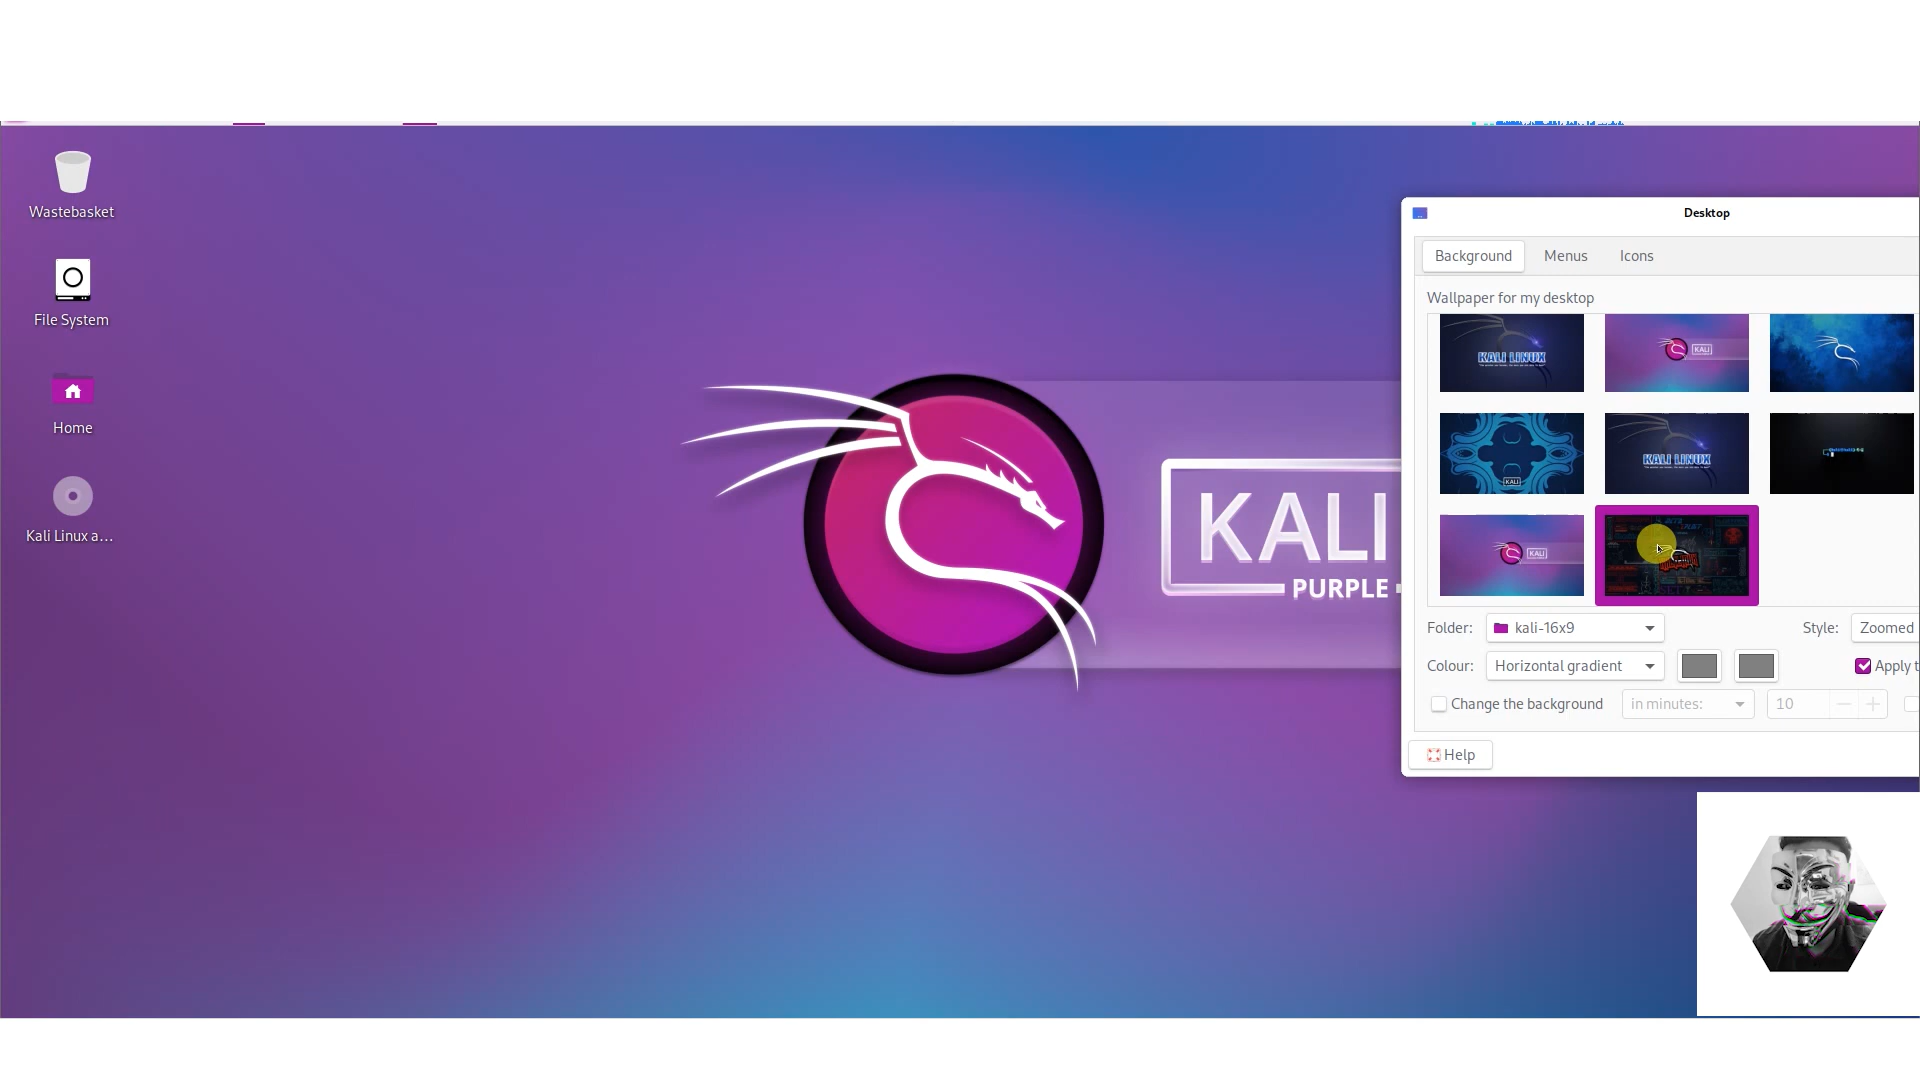 Wastebasket
File System
Home
Kali Linux a...
KALI
PURPLE
Desktop
Background Menus Icons
Wallpaper for my desktop
KALI LINUX
KALI
KALI
KALI LINUX
KALI
Folder: kali-16x9 Style: Zoomed
Colour: Horizontal gradient Apply t
Change the background in minutes: 10
Help